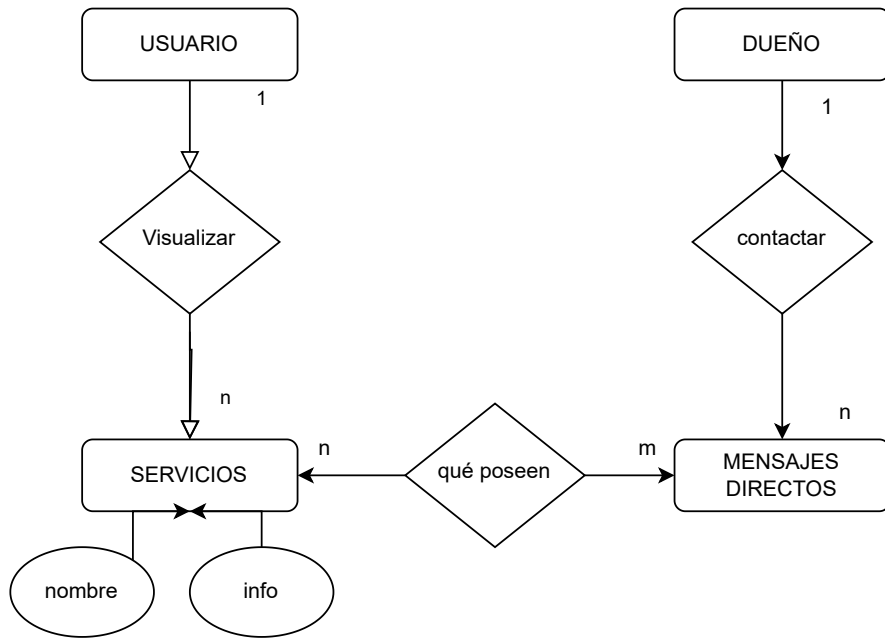 USUARIO
DUEÑO
1
1
Visualizar
contactar
n
n
n
m
SERVICIOS
qué poseen
MENSAJES
DIRECTOS
nombre
info